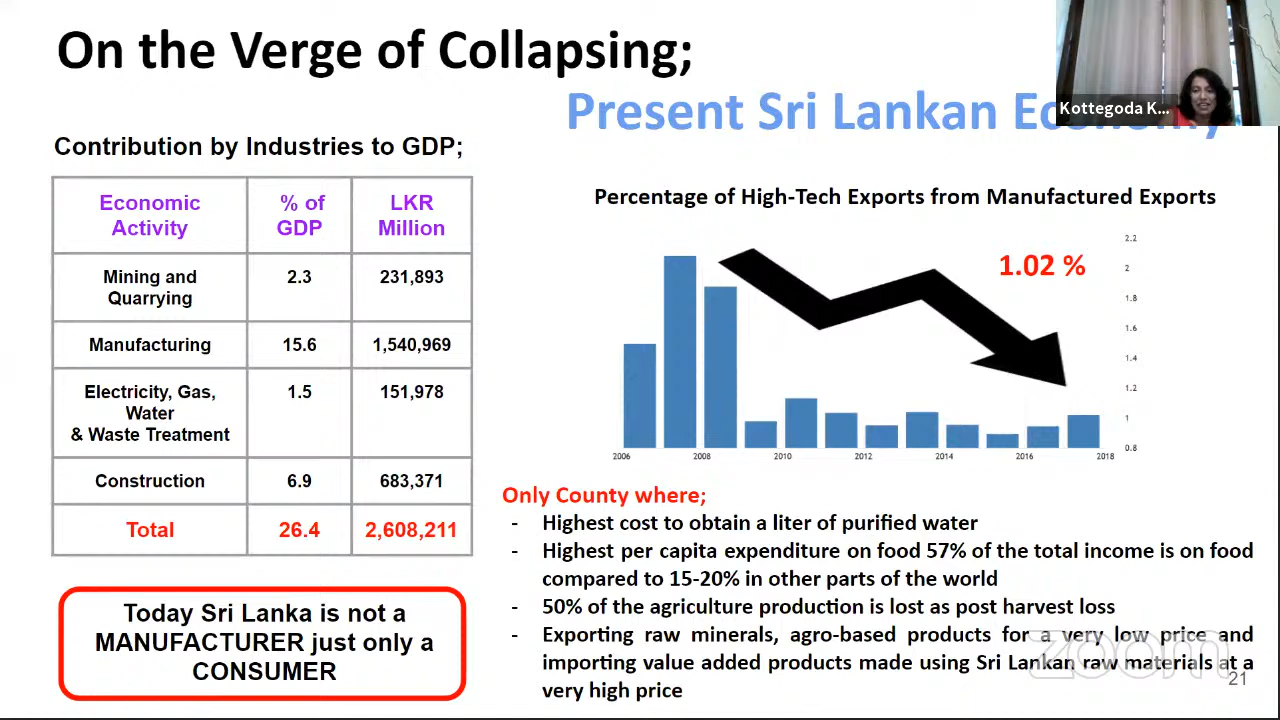 On the Verge of Collapsing;
Present Sri Lankan Economy
Kottegoda K...
Contribution by Industries to GDP;
Economic
Activity
% of
GDP
LKR
Million
Mining and
Quarrying
2.3
231,893
Manufacturing
15.6
1,540,969
Electricity, Gas,
Water
& Waste Treatment
1.5
151,978
Construction
6.9
683,371
Total
26.4
2,608,211
Today Sri Lanka is not a
MANUFACTURER just only a
CONSUMER
Percentage of High-Tech Exports from Manufactured Exports
1.02 %
2.2
2
1.8
1.6
1.4
1.2
1
0.8
2006
2008
2010
2012
2014
2016
2018
Only County where;
- Highest cost to obtain a liter of purified water
- Highest per capita expenditure on food 57% of the total income is on food
compared to 15-20% in other parts of the world
- 50% of the agriculture production is lost as post harvest loss
- Exporting raw minerals, agro-based products for a very low price and
importing value added products made using Sri Lankan raw materials at a
very high price
zoom
21